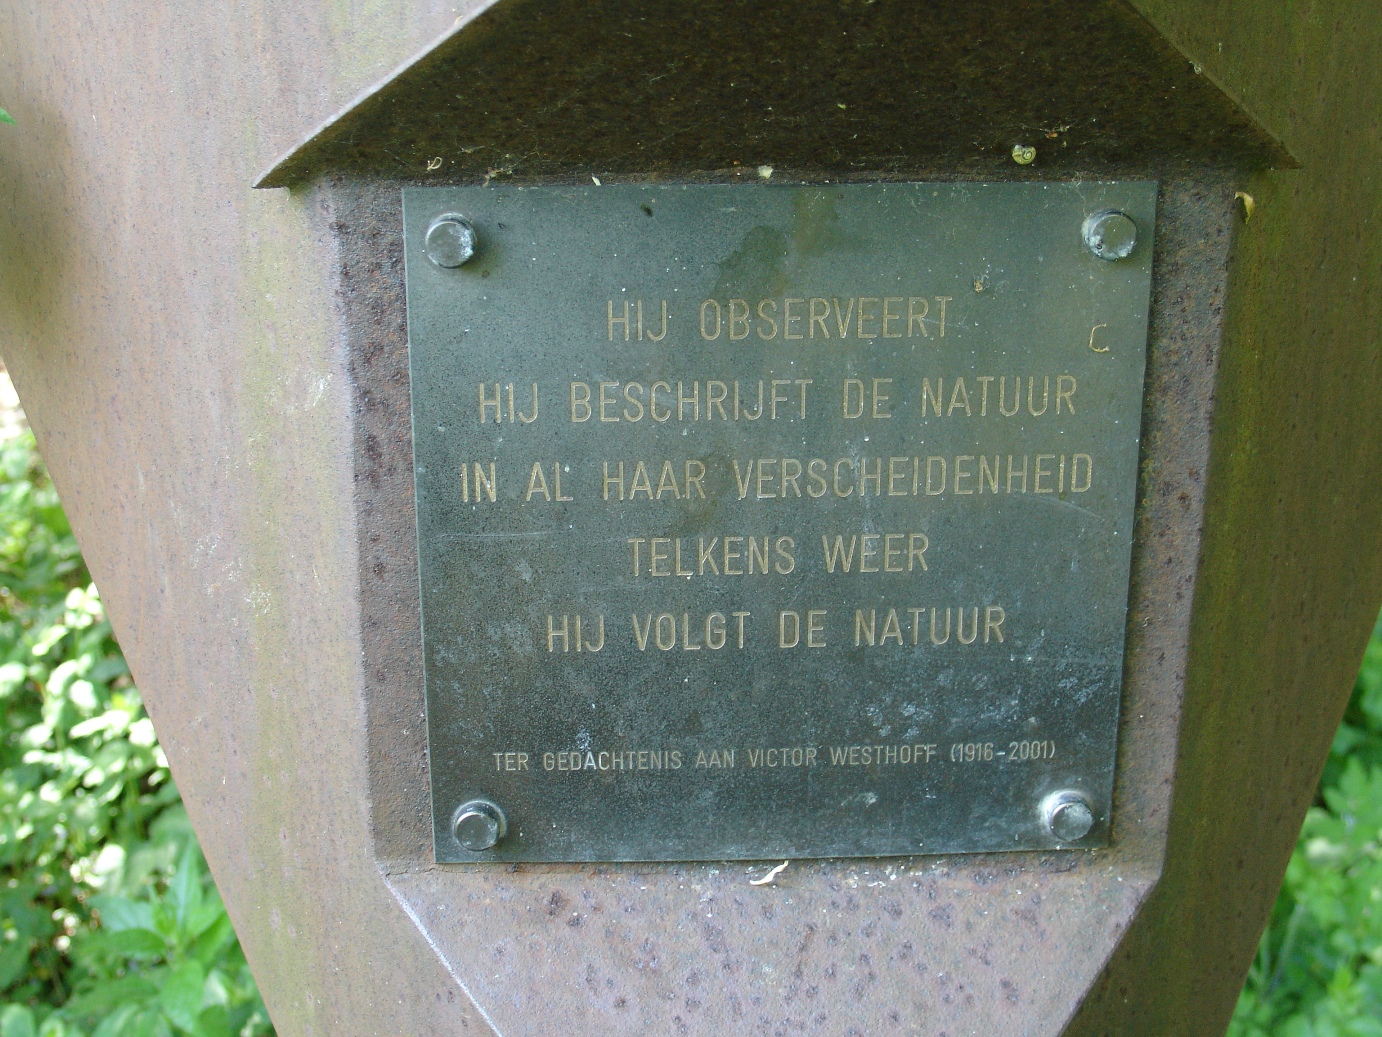 HIJ OBSERVEERT
HIJ BESCHRIJFT DE NATUUR
IN AL HAAR VERSCHEIDENHEID
TELKENS WEER
HIJ VOLGT DE NATUUR
TER GEDACHTENIS AAN VICTOR WESTHOFF (1916-2001)